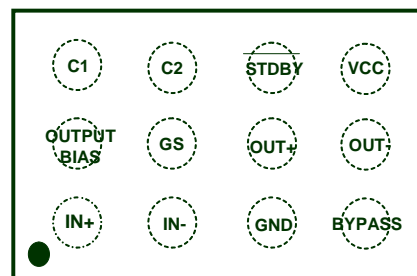 C1 C2 STDBY VCC
OUTPUT BIAS GS OUT+ OUT-
IN+ IN- GND BYPASS